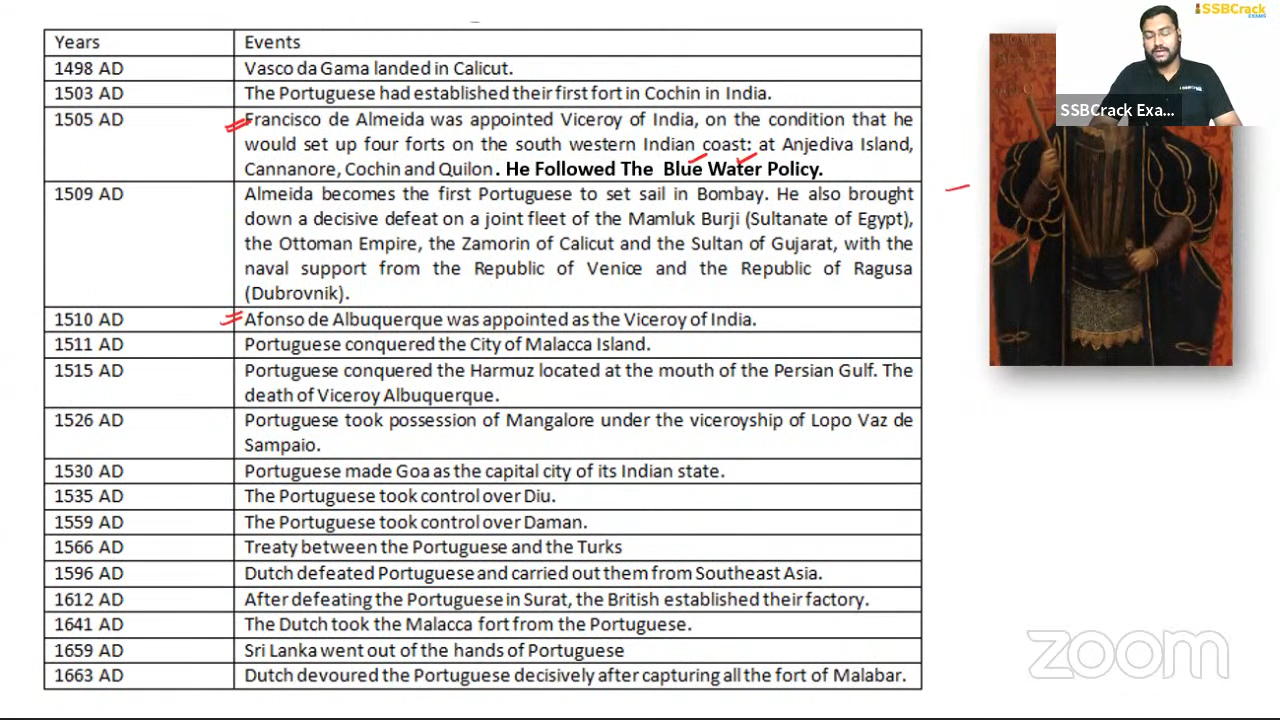 SSBCrack
EXAMS
SSBCrack Exa...
Years Events
1498 AD Vasco da Gama landed in Calicut.
1503 AD The Portuguese had established their first fort in Cochin in India.
1505 AD Francisco de Almeida was appointed Viceroy of India, on the condition that he
would set up four forts on the south western Indian coast: at Anjediva Island,
Cannanore, Cochin and Quilon. He Followed The Blue Water Policy.
1509 AD Almeida becomes the first Portuguese to set sail in Bombay. He also brought
down a decisive defeat on a joint fleet of the Mamluk Burji (Sultanate of Egypt),
the Ottoman Empire, the Zamorin of Calicut and the Sultan of Gujarat, with the
naval support from the Republic of Venice and the Republic of Ragusa
(Dubrovnik).
1510 AD Afonso de Albuquerque was appointed as the Viceroy of India.
1511 AD Portuguese conquered the City of Malacca Island.
1515 AD Portuguese conquered the Harmuz located at the mouth of the Persian Gulf. The
death of Viceroy Albuquerque.
1526 AD Portuguese took possession of Mangalore under the viceroyship of Lopo Vaz de
Sampaio.
1530 AD Portuguese made Goa as the capital city of its Indian state.
1535 AD The Portuguese took control over Diu.
1559 AD The Portuguese took control over Daman.
1566 AD Treaty between the Portuguese and the Turks
1596 AD Dutch defeated Portuguese and carried out them from Southeast Asia.
1612 AD After defeating the Portuguese in Surat, the British established their factory.
1641 AD The Dutch took the Malacca fort from the Portuguese.
1659 AD Sri Lanka went out of the hands of Portuguese
1663 AD Dutch devoured the Portuguese decisively after capturing all the fort of Malabar.
zoom